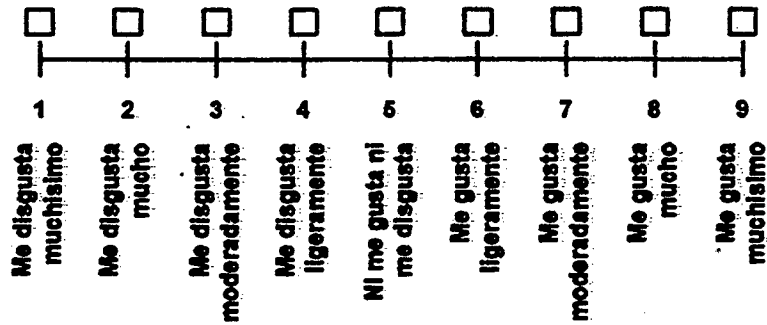 1 2 3 4 5 6 7 8 9
Me disgusta
muchísimo
Me disgusta
mucho
Me disgusta
moderadamente
Me disgusta
ligeramente
Ni me gusta ni
me disgusta
Me gusta
ligeramente
Me gusta
moderadamente
Me gusta
mucho
Me gusta
muchísimo